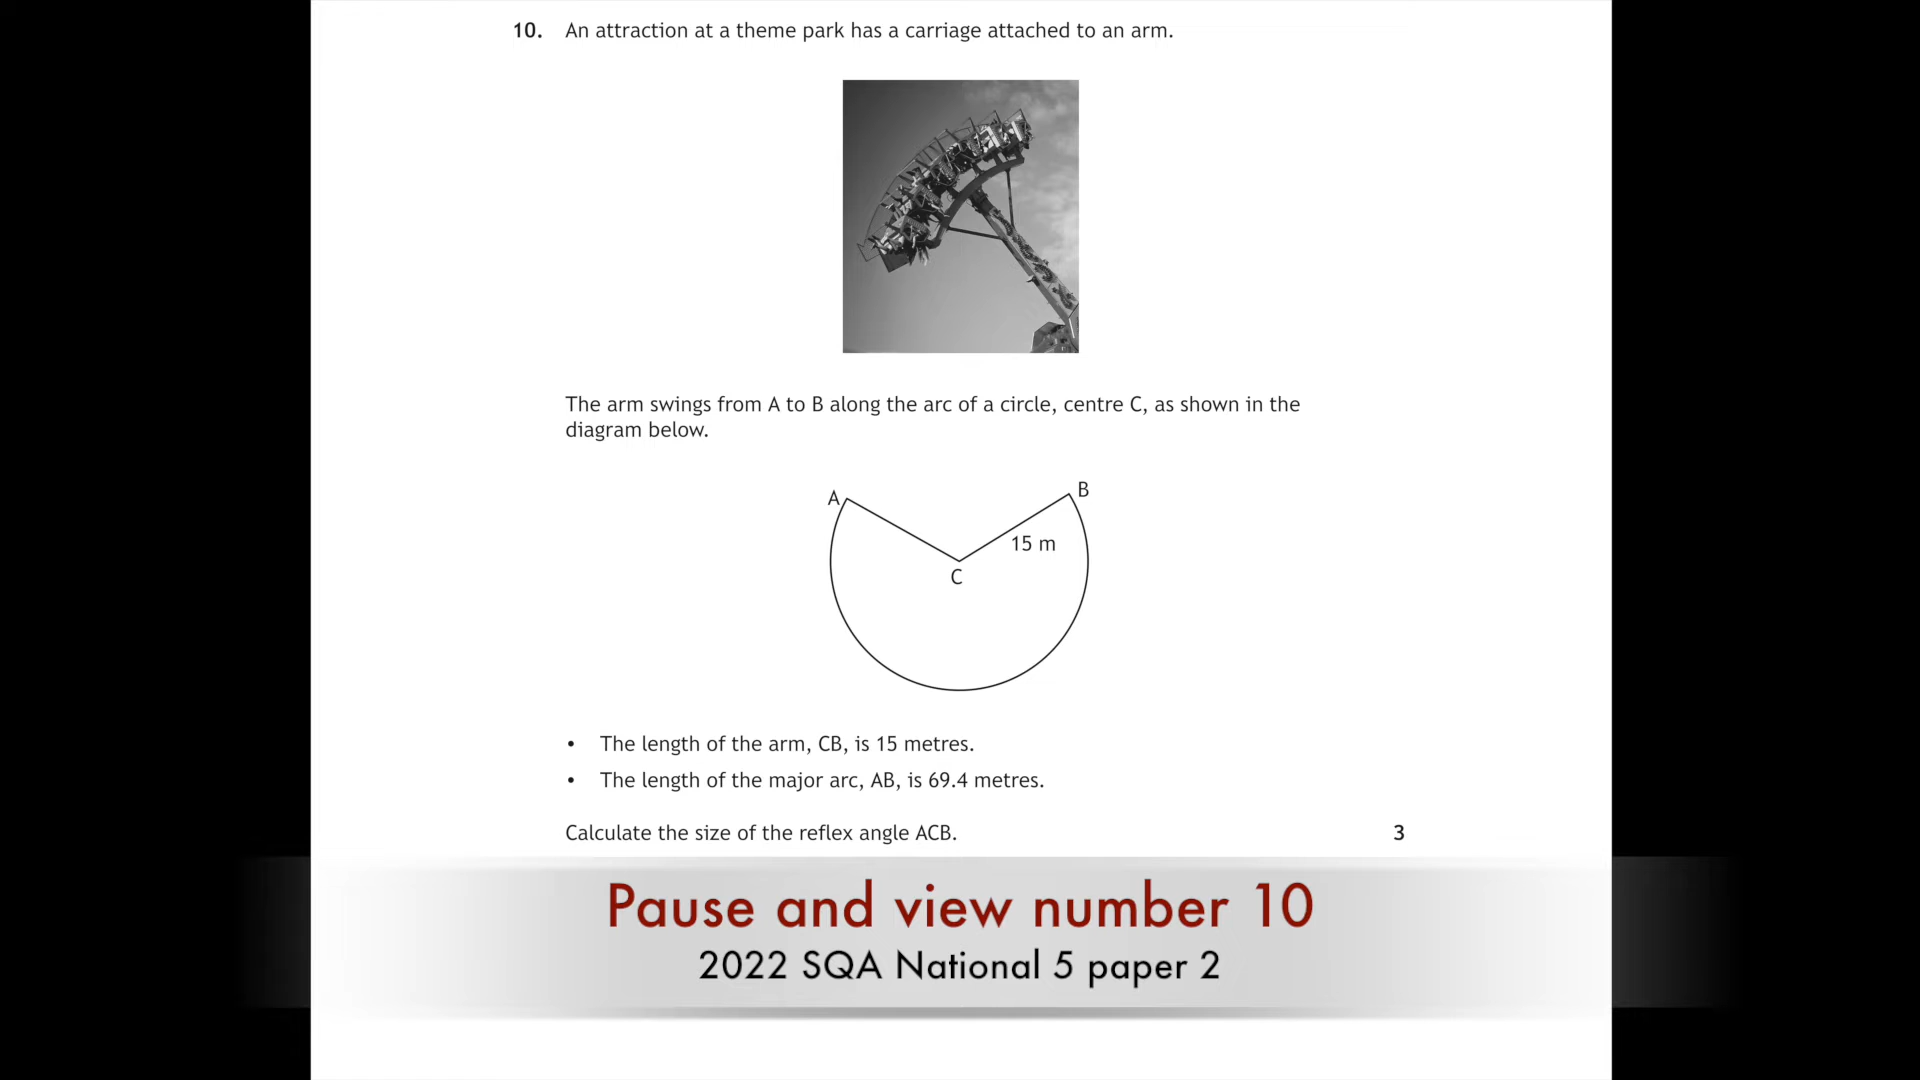 10. An attraction at a theme park has a carriage attached to an arm.
The arm swings from A to B along the arc of a circle, centre C, as shown in the
diagram below.
A
B
15 m
C
• The length of the arm, CB, is 15 metres.
• The length of the major arc, AB, is 69.4 metres.
Calculate the size of the reflex angle ACB. 3
Pause and view number 10
2022 SQA National 5 paper 2